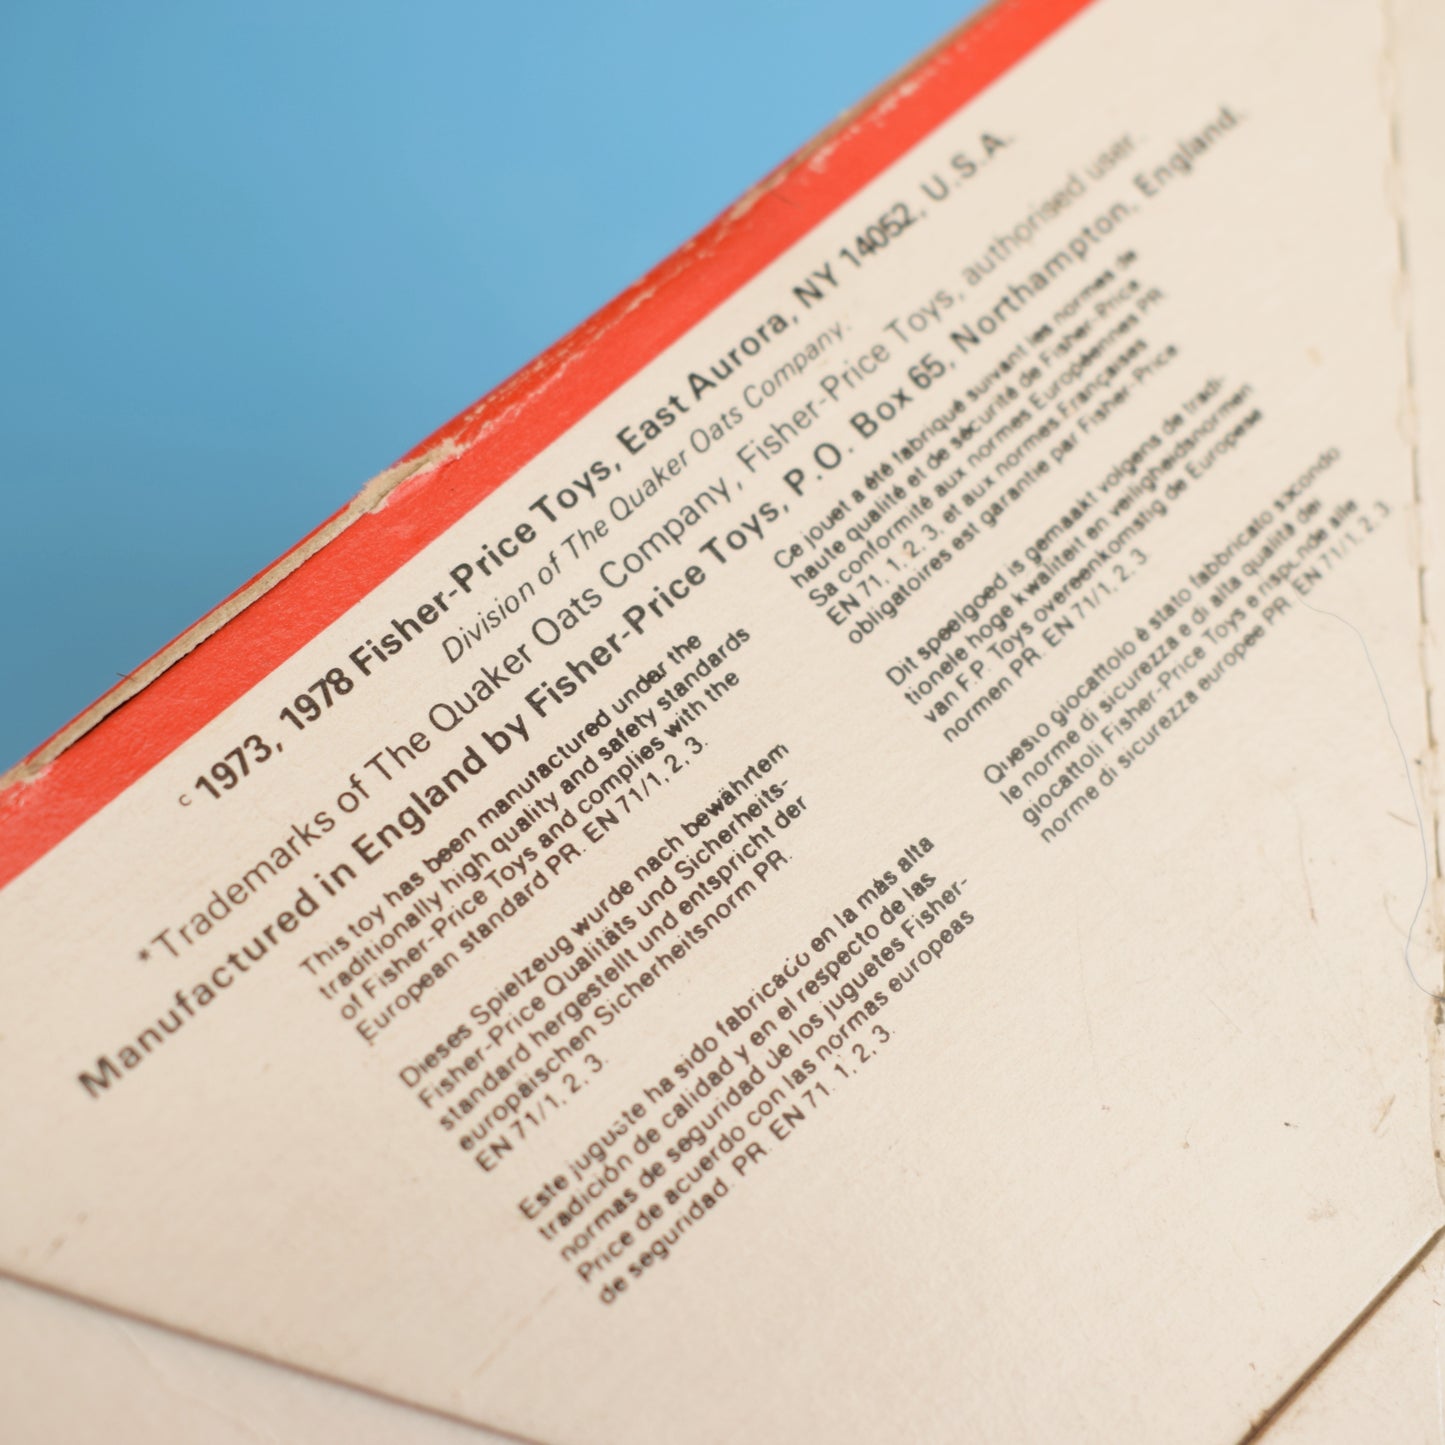 c 1973, 1978 Fisher-Price Toys, East Aurora, NY 14052, U.S.A.
Division of The Quaker Oats Company.
*Trademarks of The Quaker Oats Company, Fisher-Price Toys, authorised user.
Manufactured in England by Fisher-Price Toys, P.O. Box 65, Northampton, England.
This toy has been manufactured under the
traditionally high quality and safety standards
of Fisher-Price Toys and complies with the
European standard PR. EN 71/1, 2, 3.
Dieses Spielzeug wurde nach bewährtem
Fisher-Price Qualitäts und Sicherheits-
standard hergestellt und entspricht der
europäischen Sicherheitsnorm PR.
EN 71/1, 2, 3.
Este juguete ha sido fabricado en la más alta
tradición de calidad y en el respecto de las
normas de seguridad de los juguetes Fisher-
Price de acuerdo con las normas europeas
de seguridad. PR. EN 71. 1, 2, 3.
Ce jouet a été fabriqué suivant les normes de
haute qualité et de sécurité de Fisher-Price
Sa conformité aux normes Européennes PR
EN 71, 1, 2, 3, et aux normes Françaises
obligatoires est garantie par Fisher-Price
Dit speelgoed is gemaakt volgens de tradi-
tionele hoge kwaliteit en veiligheidsnormen
van F.P. Toys overeenkomstig de Europese
normen PR. EN 71/1, 2, 3
Questo giocattolo è stato fabbricato secondo
le norme di sicurezza e di alta qualità dei
giocattoli Fisher-Price Toys e risponde alle
norme di sicurezza europee PR. EN 71/1, 2, 3.